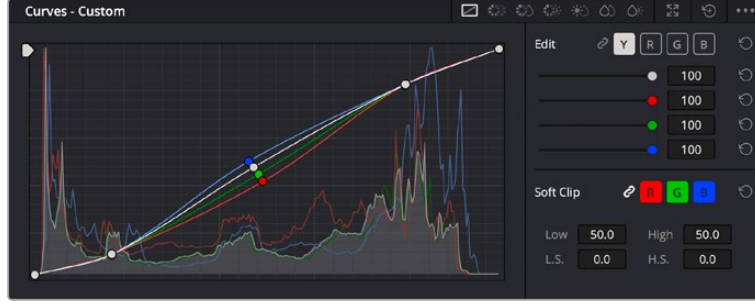 Curves - Custom
Edit Y R G B
100
100
100
100
Soft Clip R G B
Low 50.0 High 50.0
L.S. 0.0 H.S. 0.0